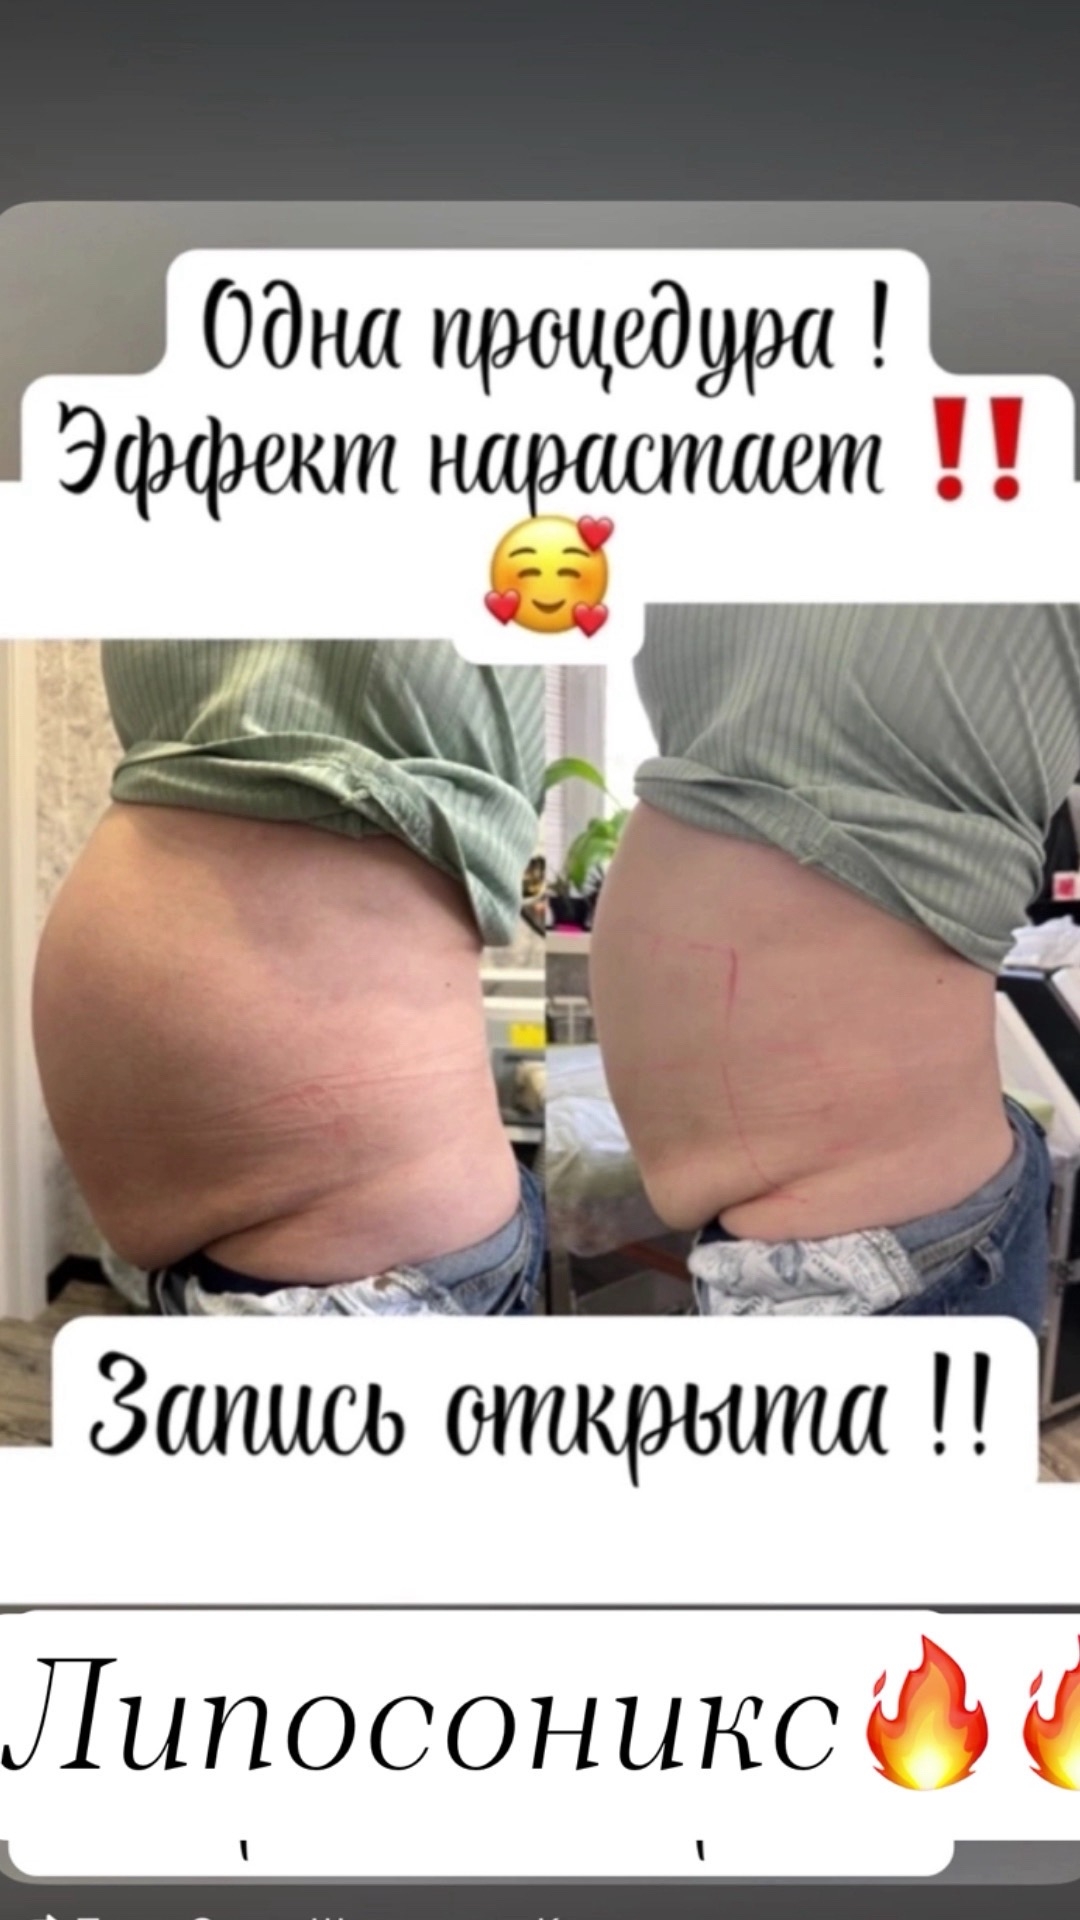 Одна процедура !
Эффект нарастает ‼️
🥰
Запись открыта !!
Липосоникс🔥🔥